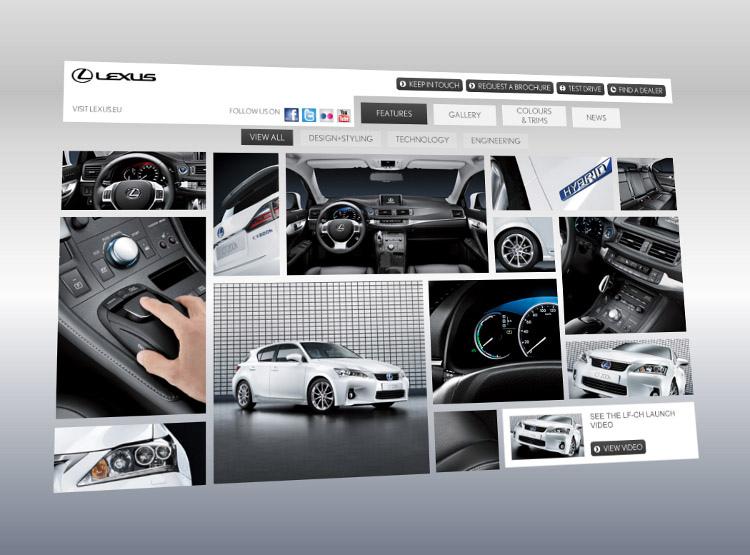 LEXUS
KEEP IN TOUCH
REQUEST A BROCHURE
TEST DRIVE
FIND A DEALER
VISIT LEXUS.EU
FOLLOW US ON
You
Tube
FEATURES
GALLERY
COLOURS
& TRIMS
NEWS
VIEW ALL
DESIGN+STYLING
TECHNOLOGY
ENGINEERING
HYBRID
SEE THE LF-CH LAUNCH
VIDEO
VIEW VIDEO